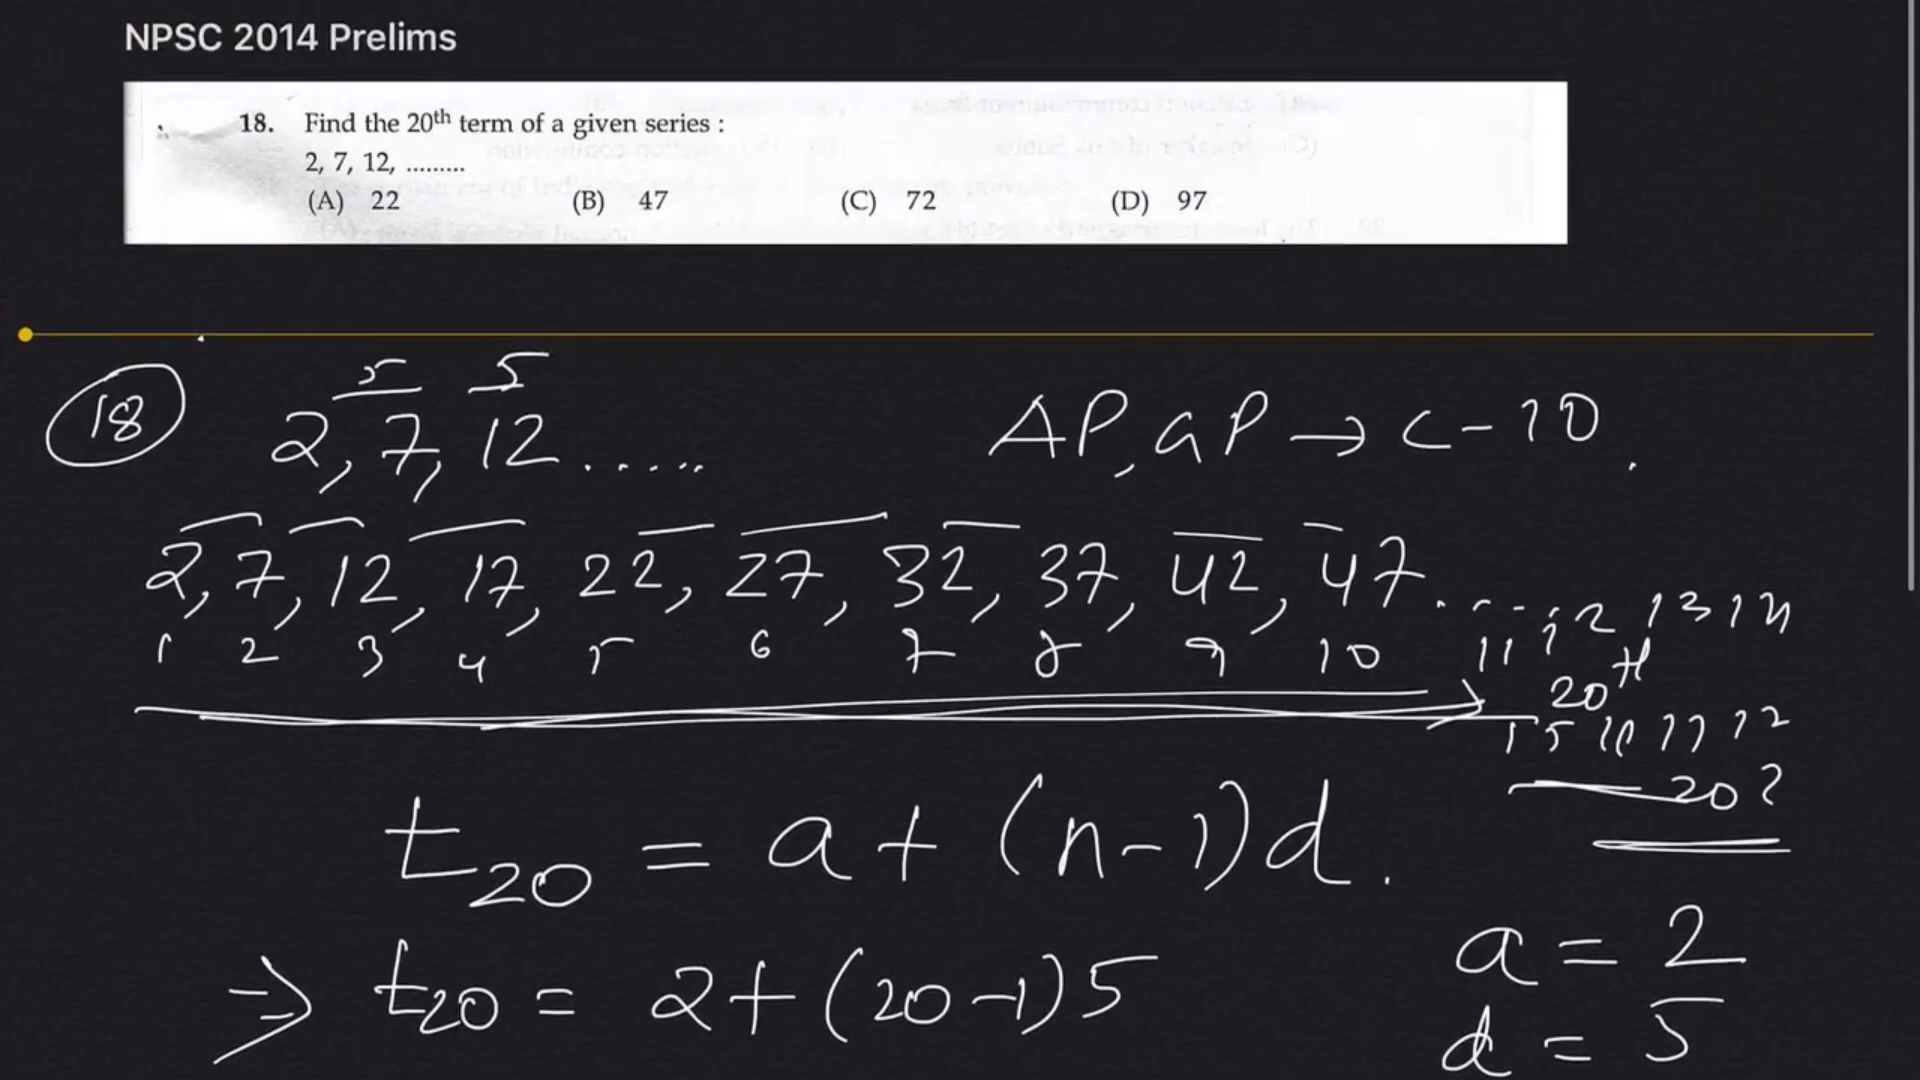 NPSC 2014 Prelims
18. Find the 20th term of a given series :
2, 7, 12, .........
(A) 22 (B) 47 (C) 72 (D) 97
5 5
18 2, 7, 12 ..... AP, GP → C-10.
2, 7, 12, 17, 22, 27, 32, 37, 42, 47 .....
1 2 3 4 5 6 7 8 9 10 11 12 13 14
20th
15 16 17
20?
t20 = a + (n-1)d.
a = 2
⇒ t20 = 2 + (20-1)5
d = 5